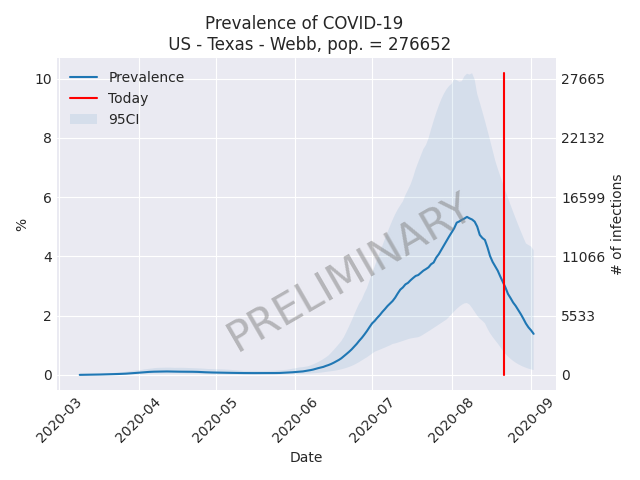 Prevalence of COVID-19
US - Texas - Webb, pop. = 276652
Prevalence
Today
95CI
10
8
6
4
2
0
%
27665
22132
16599
11066
5533
0
# of infections
PRELIMINARY
2020-03
2020-04
2020-05
2020-06
2020-07
2020-08
2020-09
Date